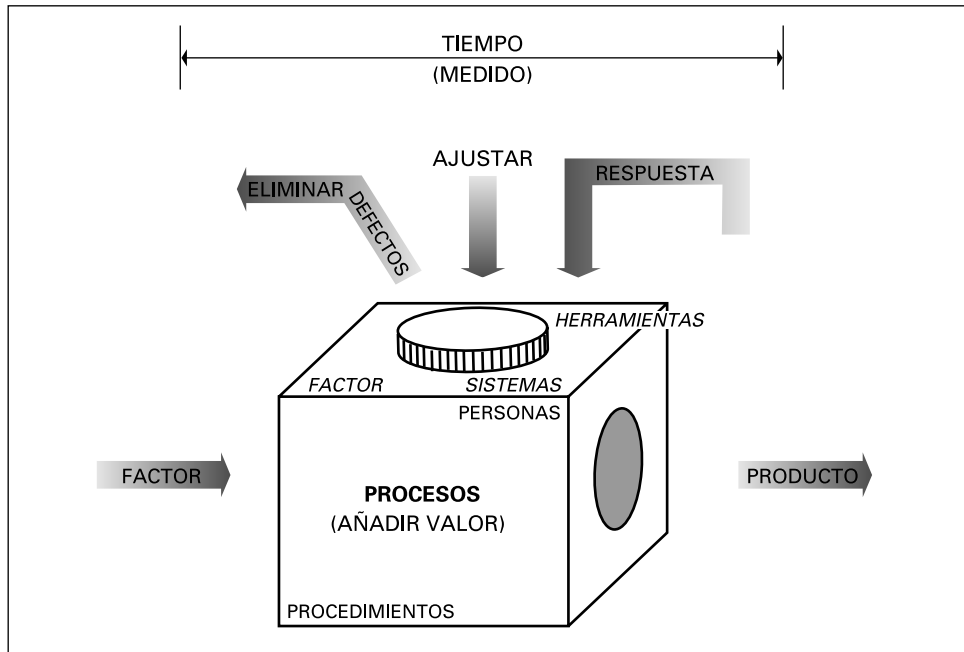 TIEMPO
(MEDIDO)
AJUSTAR
RESPUESTA
ELIMINAR
DEFECTOS
HERRAMIENTAS
FACTOR
SISTEMAS
PERSONAS
FACTOR
PROCESOS
(AÑADIR VALOR)
PRODUCTO
PROCEDIMIENTOS